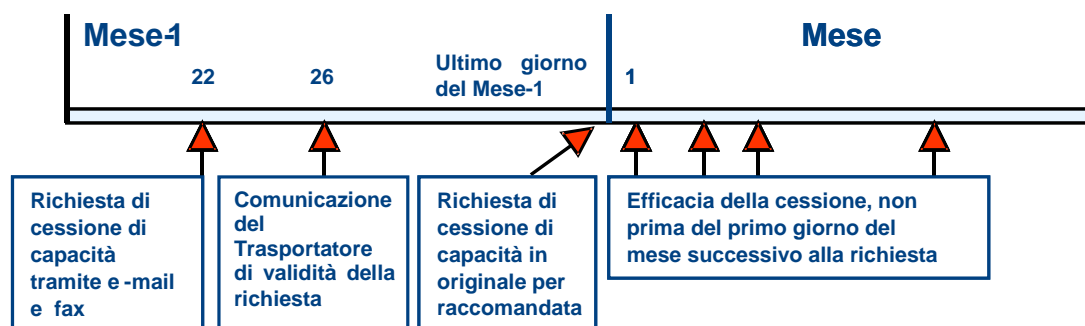 Mese-1
Mese
22
26
Ultimo giorno
del Mese-1
1
Richiesta di
cessione di
capacità
tramite e -mail
e fax
Comunicazione
del
Trasportatore
di validità della
richiesta
Richiesta di
cessione di
capacità in
originale per
raccomandata
Efficacia della cessione, non
prima del primo giorno del
mese successivo alla richiesta